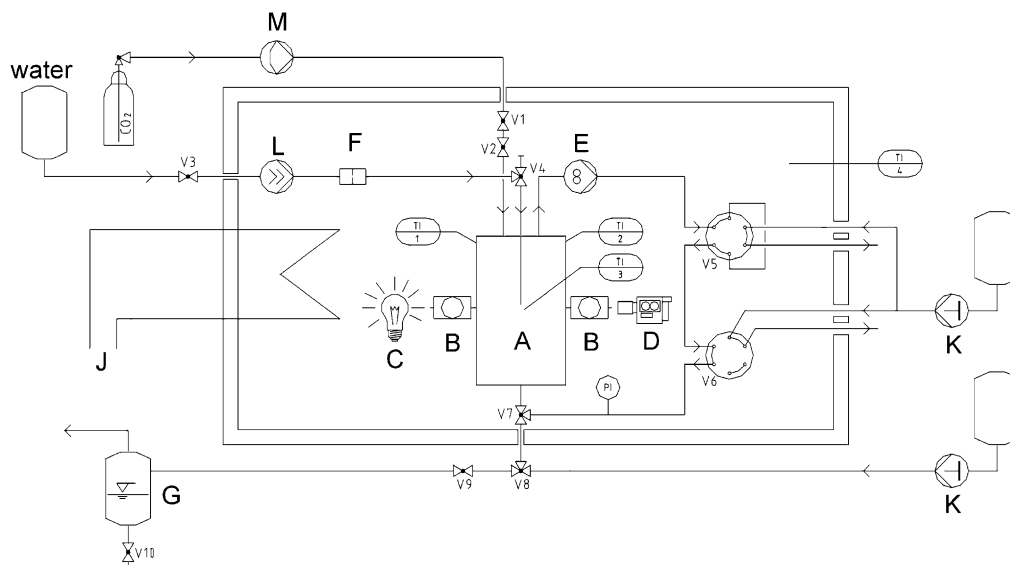 M
water
CO2
V1
L
F
V2
E
V3
V4
TI
4
TI
1
TI
2
V5
TI
3
C
B
A
B
D
K
J
V6
PI
V7
G
V9
V8
K
V10